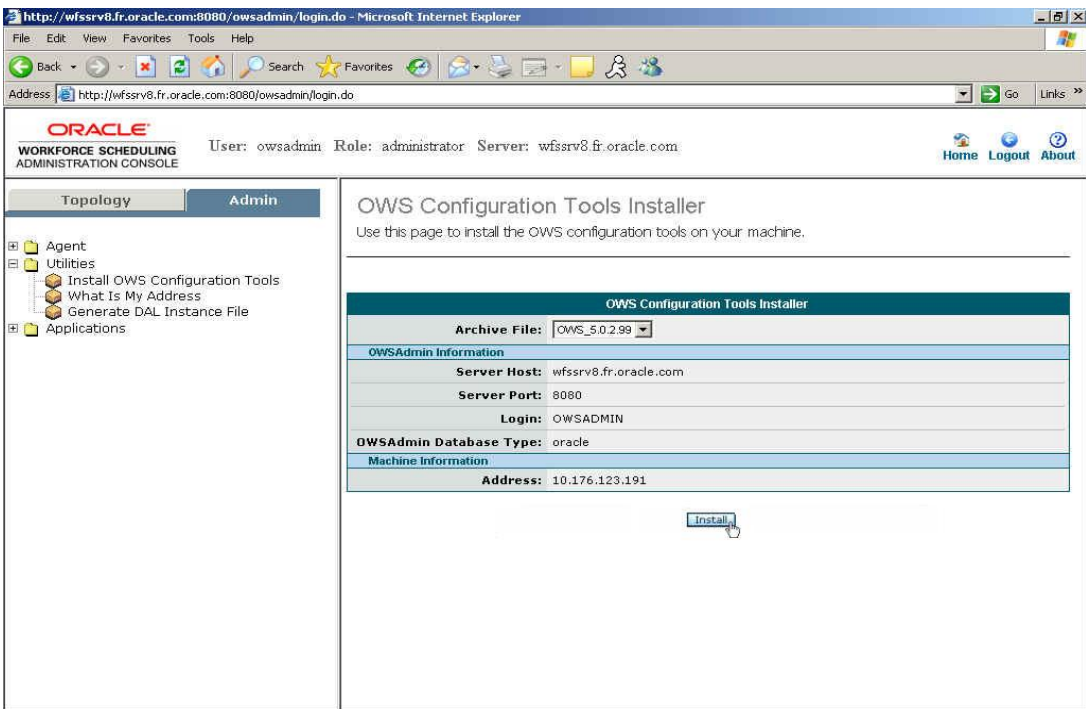 http://wfssrv8.fr.oracle.com:8080/owsadmin/login.do - Microsoft Internet Explorer
File Edit View Favorites Tools Help
Back Search Favorites
Address http://wfssrv8.fr.oracle.com:8080/owsadmin/login.do Go Links »
ORACLE
WORKFORCE SCHEDULING
ADMINISTRATION CONSOLE
User: owsadmin Role: administrator Server: wfssrv8.fr.oracle.com
Home Logout About
Topology Admin
Agent
Utilities
Install OWS Configuration Tools
What Is My Address
Generate DAL Instance File
Applications
OWS Configuration Tools Installer
Use this page to install the OWS configuration tools on your machine.
OWS Configuration Tools Installer
Archive File: OWS_5.0.2.99
OWSAdmin Information
Server Host: wfssrv8.fr.oracle.com
Server Port: 8080
Login: OWSADMIN
OWSAdmin Database Type: oracle
Machine Information
Address: 10.176.123.191
Install